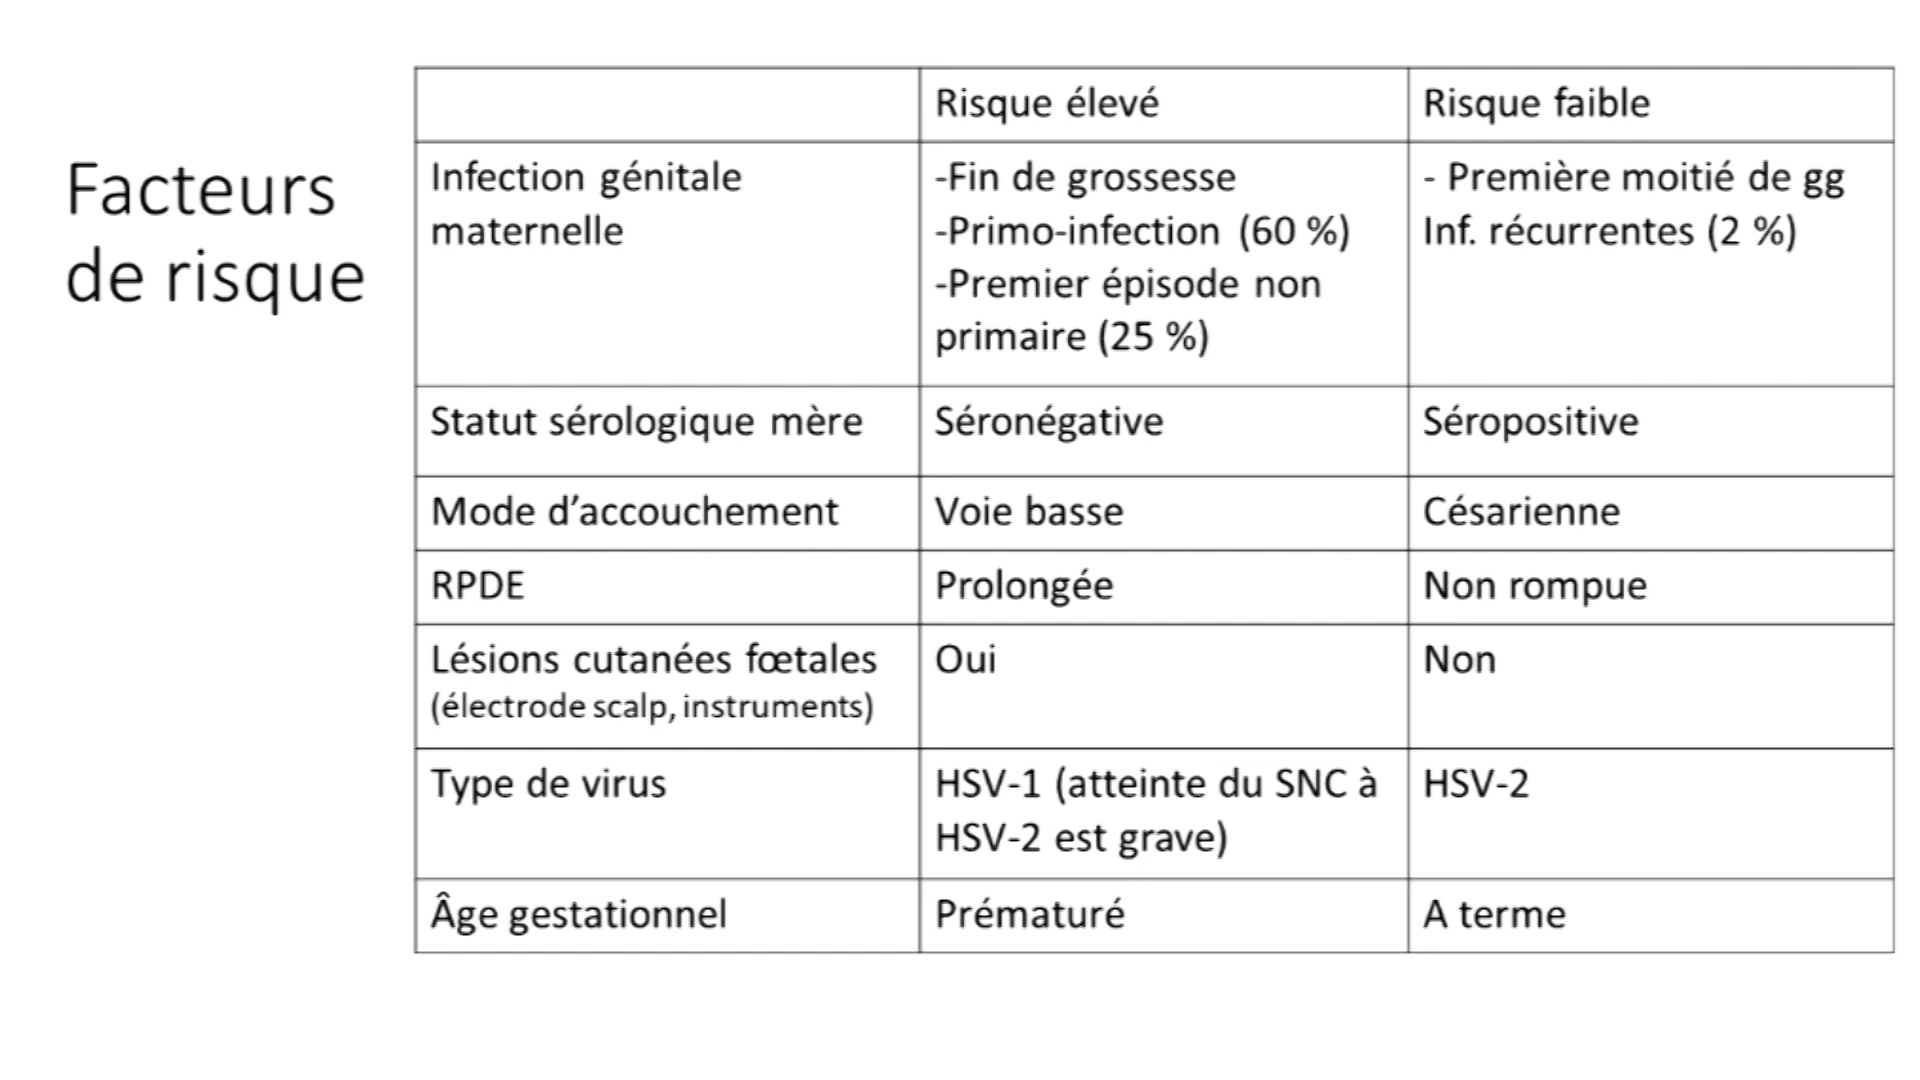 Facteurs
de risque
Risque élevé
Risque faible
Infection génitale
maternelle
-Fin de grossesse
-Primo-infection (60 %)
-Premier épisode non
primaire (25 %)
- Première moitié de gg
Inf. récurrentes (2 %)
Statut sérologique mère
Séronégative
Séropositive
Mode d’accouchement
Voie basse
Césarienne
RPDE
Prolongée
Non rompue
Lésions cutanées fœtales
(électrode scalp, instruments)
Oui
Non
Type de virus
HSV-1 (atteinte du SNC à
HSV-2 est grave)
HSV-2
Âge gestationnel
Prématuré
A terme